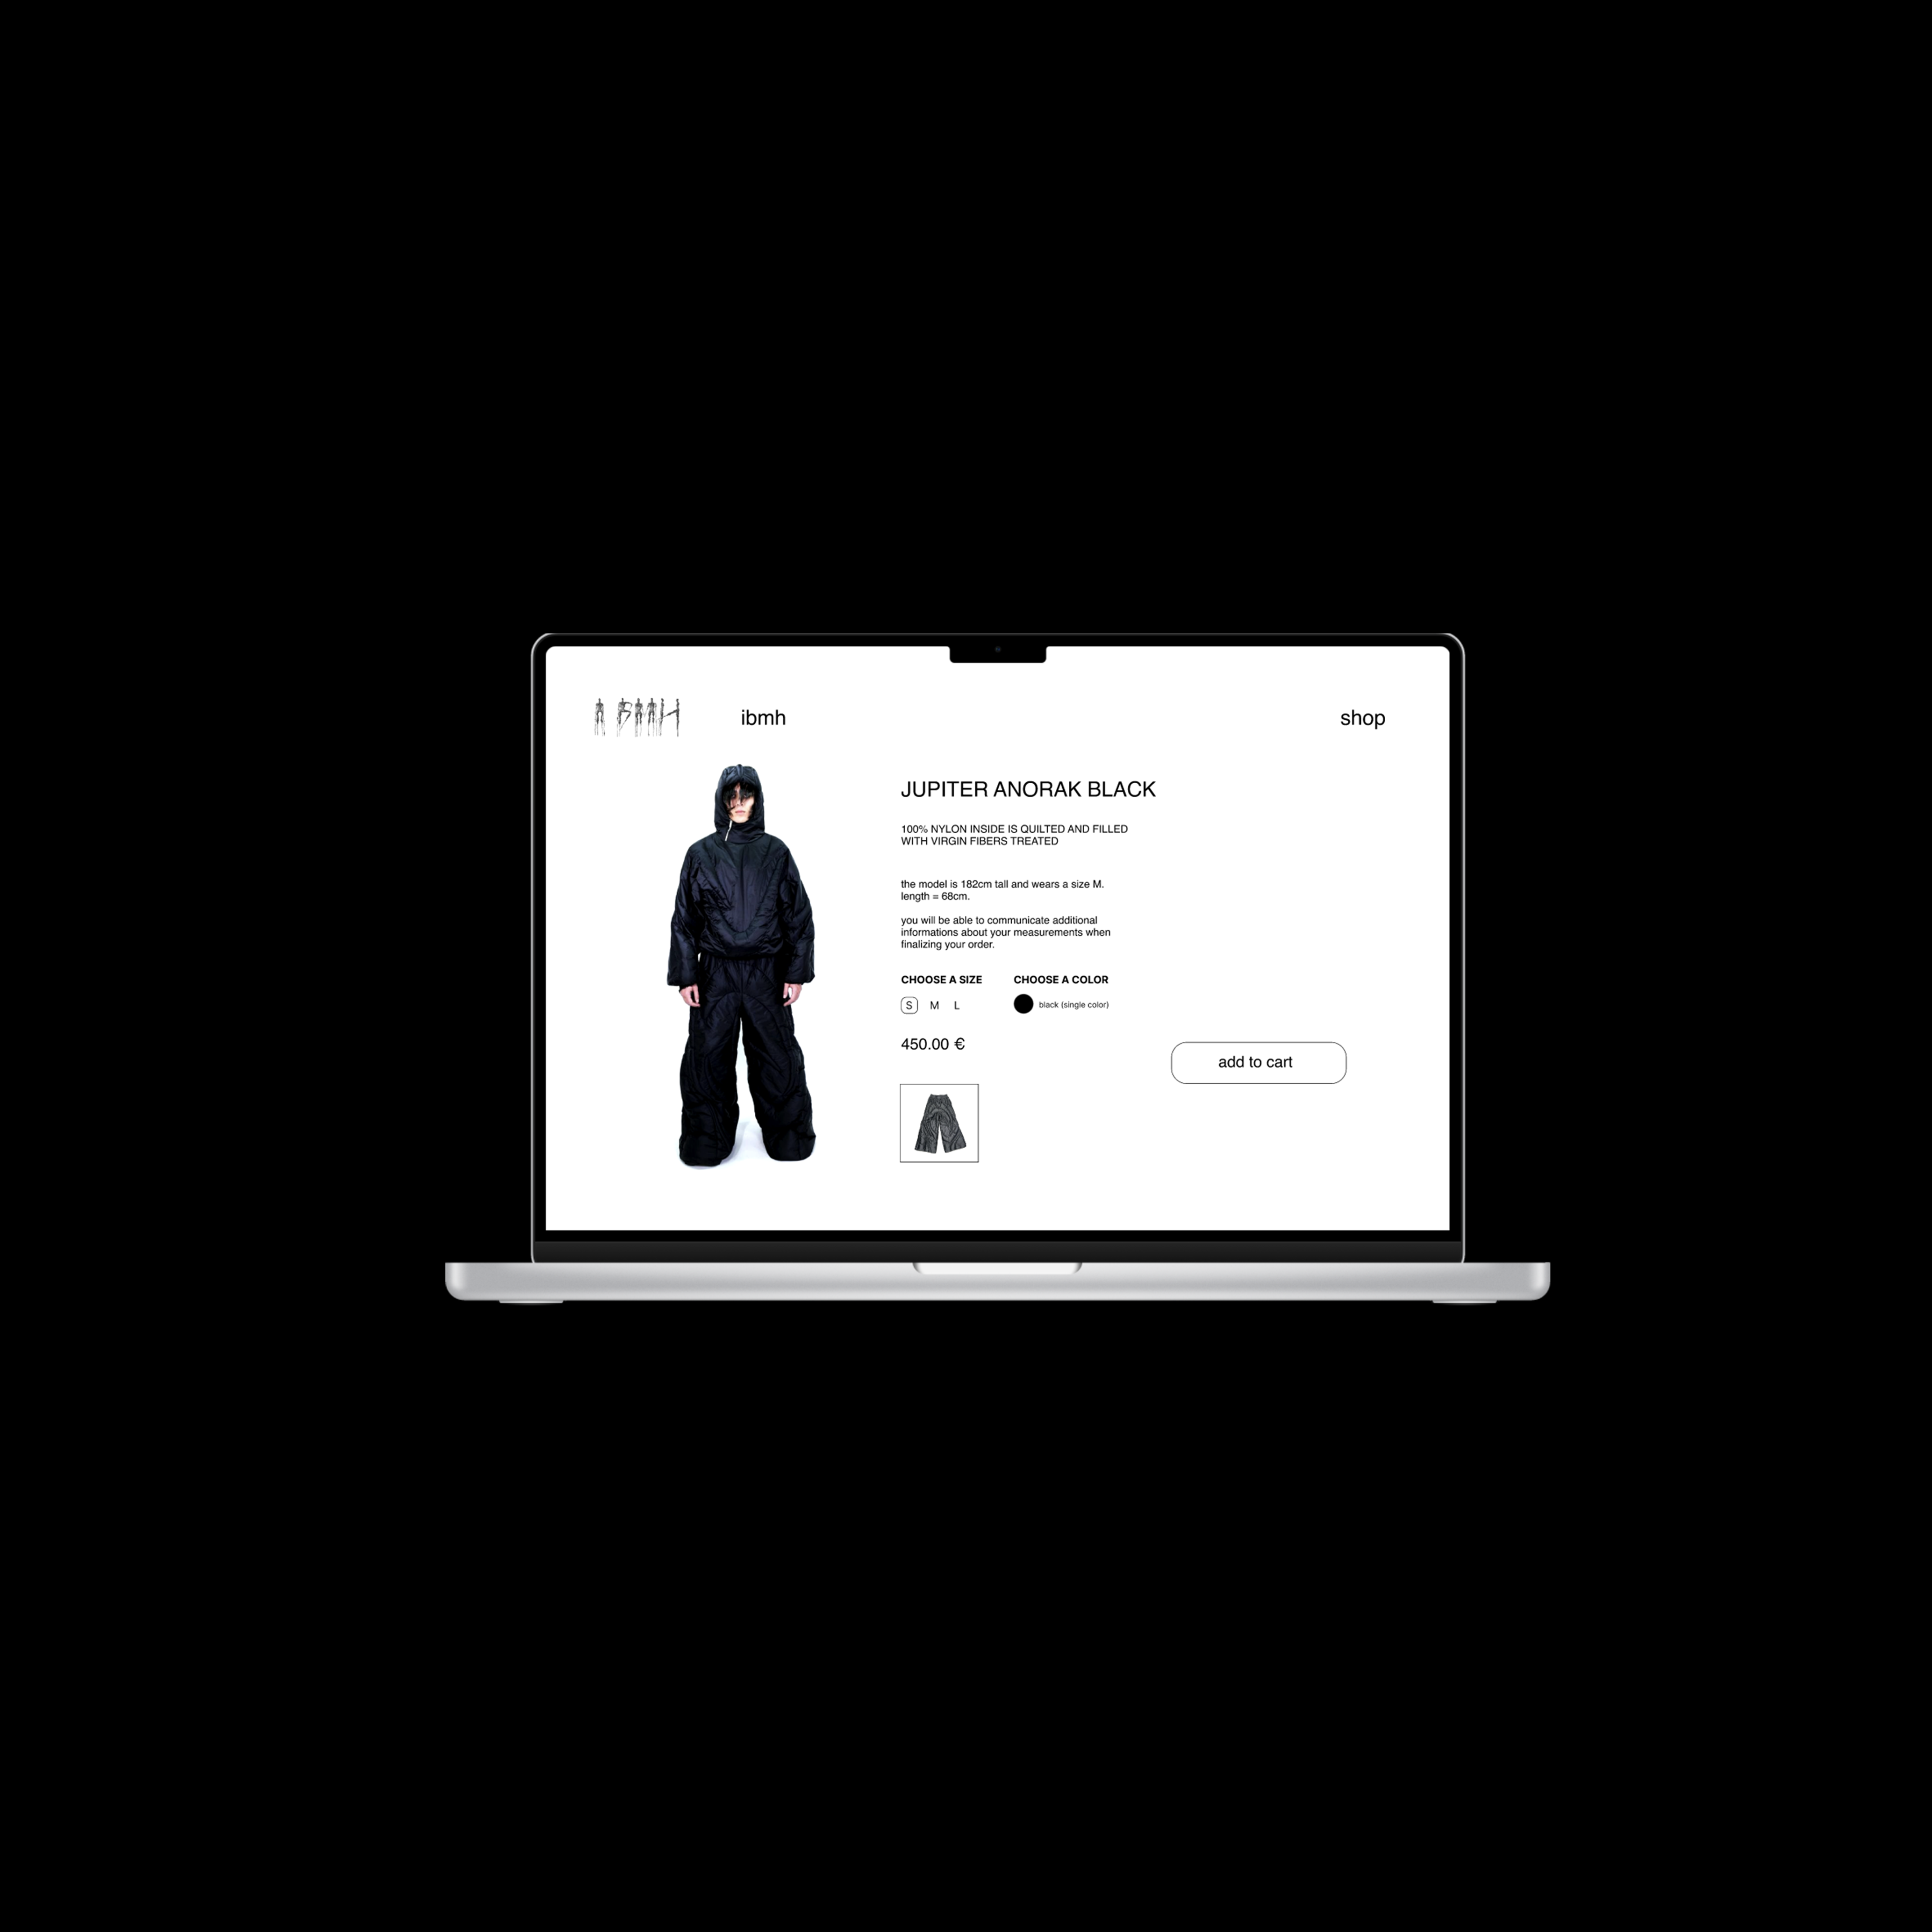 IBMH
ibmh
shop
JUPITER ANORAK BLACK
100% NYLON INSIDE IS QUILTED AND FILLED
WITH VIRGIN FIBERS TREATED
the model is 182cm tall and wears a size M.
length = 68cm.
you will be able to communicate additional
informations about your measurements when
finalizing your order.
CHOOSE A SIZE
CHOOSE A COLOR
S M L
black (single color)
450.00 €
add to cart